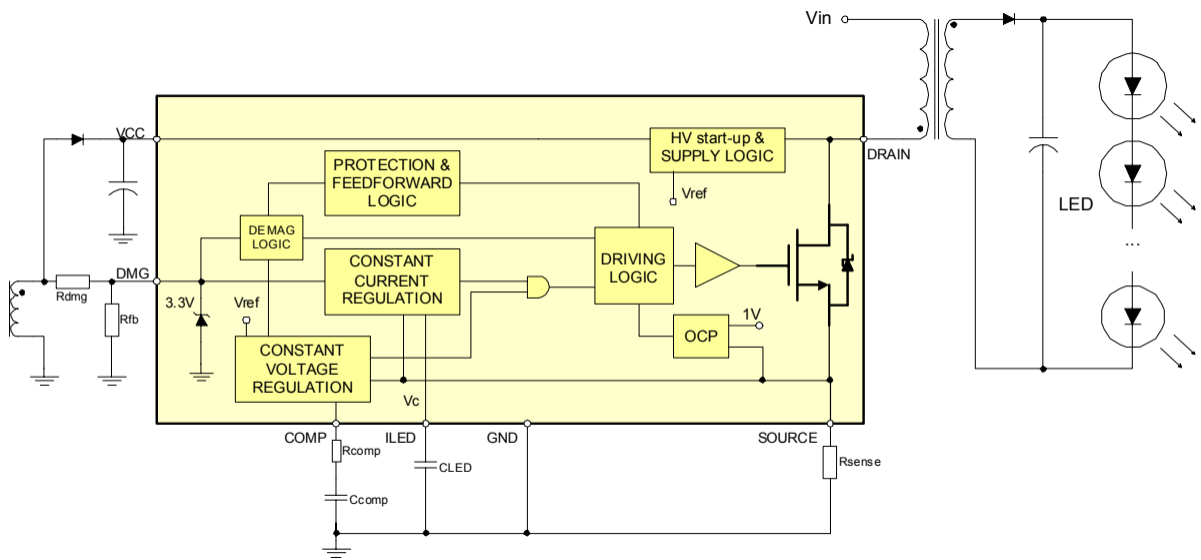 Vin
VCC
HV start-up &
SUPPLY LOGIC
DRAIN
PROTECTION &
FEEDFORWARD
LOGIC
Vref
LED
DEMAG
LOGIC
...
DMG
CONSTANT
CURRENT
REGULATION
DRIVING
LOGIC
Rdmg
3.3V
Vref
Rfb
1V
OCP
CONSTANT
VOLTAGE
REGULATION
Vc
COMP
ILED
GND
SOURCE
Rcomp
CLED
Rsense
Ccomp